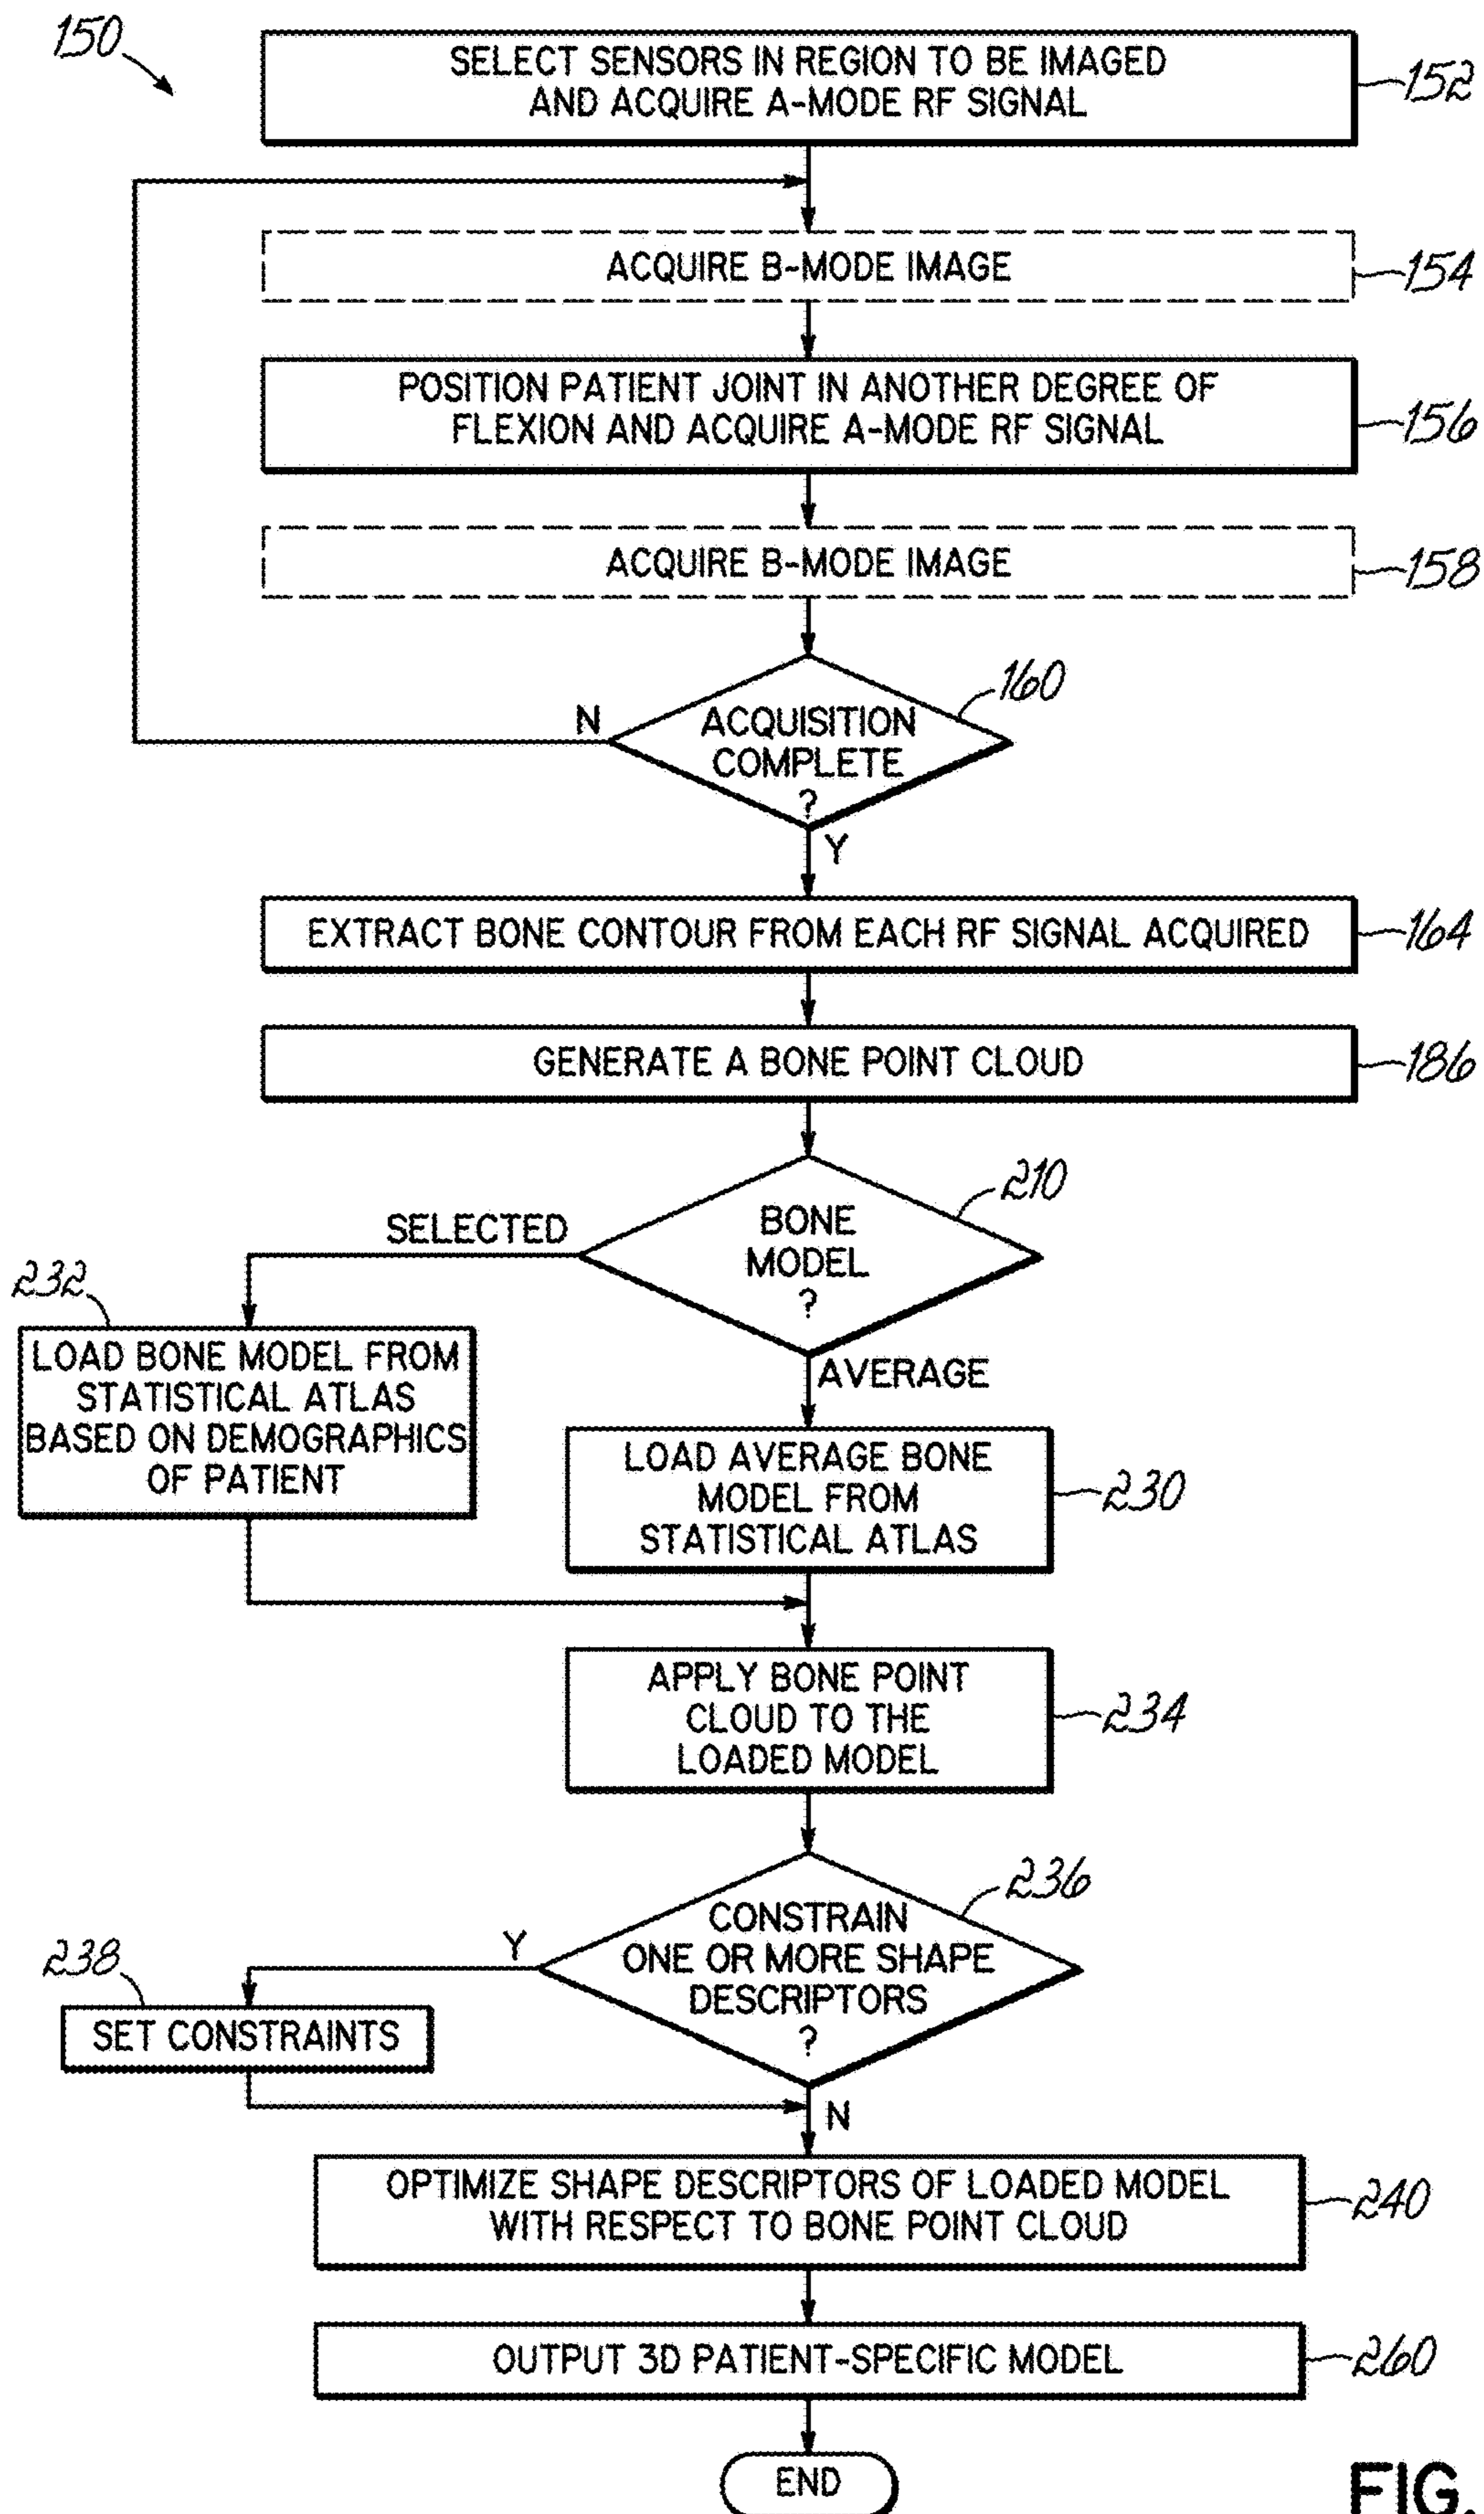 150
SELECT SENSORS IN REGION TO BE IMAGED
AND ACQUIRE A-MODE RF SIGNAL
152
ACQUIRE B-MODE IMAGE
154
POSITION PATIENT JOINT IN ANOTHER DEGREE OF
FLEXION AND ACQUIRE A-MODE RF SIGNAL
156
ACQUIRE B-MODE IMAGE
158
160
N
ACQUISITION
COMPLETE
?
Y
EXTRACT BONE CONTOUR FROM EACH RF SIGNAL ACQUIRED
164
GENERATE A BONE POINT CLOUD
186
210
SELECTED
BONE
MODEL
?
232
LOAD BONE MODEL FROM
STATISTICAL ATLAS
BASED ON DEMOGRAPHICS
OF PATIENT
AVERAGE
LOAD AVERAGE BONE
MODEL FROM
STATISTICAL ATLAS
230
APPLY BONE POINT
CLOUD TO THE
LOADED MODEL
234
236
Y
CONSTRAIN
ONE OR MORE SHAPE
DESCRIPTORS
?
238
SET CONSTRAINTS
N
OPTIMIZE SHAPE DESCRIPTORS OF LOADED MODEL
WITH RESPECT TO BONE POINT CLOUD
240
OUTPUT 3D PATIENT-SPECIFIC MODEL
260
END
FIG.